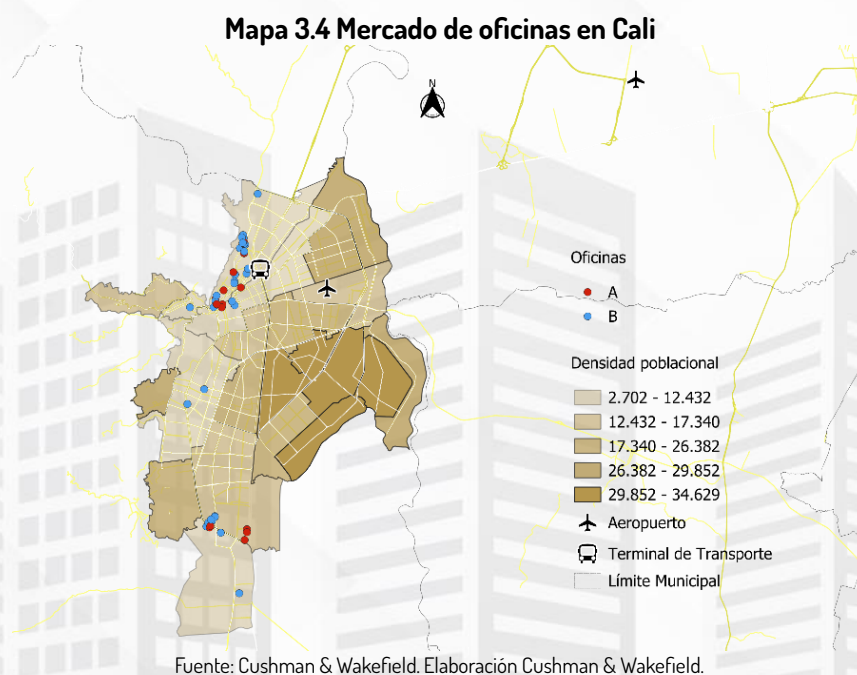 Mapa 3.4 Mercado de oficinas en Cali
N
Oficinas
A
B
Densidad poblacional
2.702 - 12.432
12.432 - 17.340
17.340 - 26.382
26.382 - 29.852
29.852 - 34.629
Aeropuerto
Terminal de Transporte
Límite Municipal
Fuente: Cushman & Wakefield. Elaboración Cushman & Wakefield.